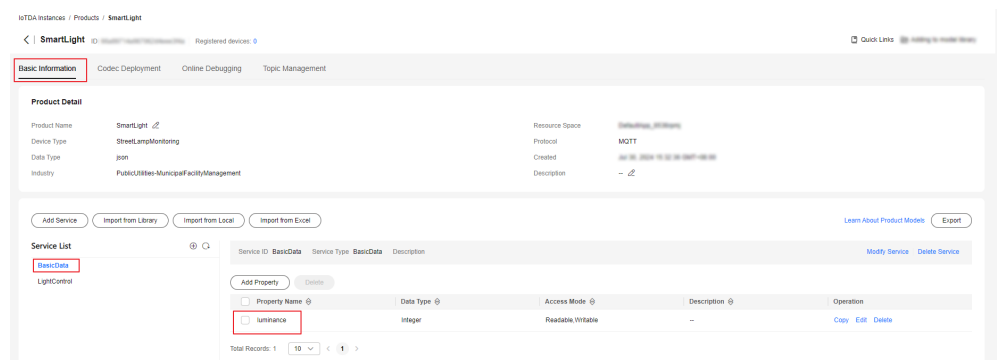 IoTDA Instances / Products / SmartLight
SmartLight ID: Registered devices: 0 Quick Links
Basic Information Codec Deployment Online Debugging Topic Management
Product Detail
Product Name SmartLight Resource Space
Device Type StreetLampMonitoring Protocol MQTT
Data Type json Created
Industry PublicUtilities-MunicipalFacilityManagement Description --
Add Service Import from Library Import from Local Import from Excel Learn About Product Models Export
Service List Service ID BasicData Service Type BasicData Description Modify Service Delete Service
BasicData
LightControl Add Property Delete
Property Name Data Type Access Mode Description Operation
luminance Integer Readable,Writable -- Copy Edit Delete
Total Records: 1 10 < 1 >